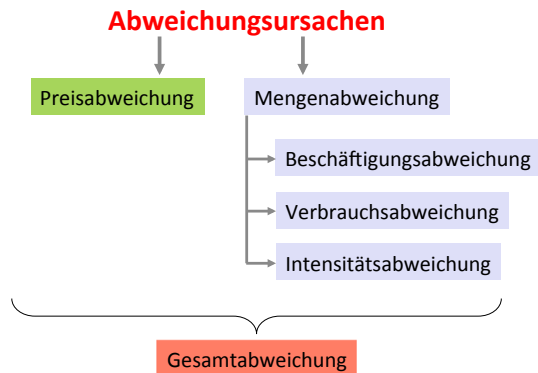 Abweichungsursachen
Preisabweichung
Mengenabweichung
Beschäftigungsabweichung
Verbrauchsabweichung
Intensitätsabweichung
Gesamtabweichung